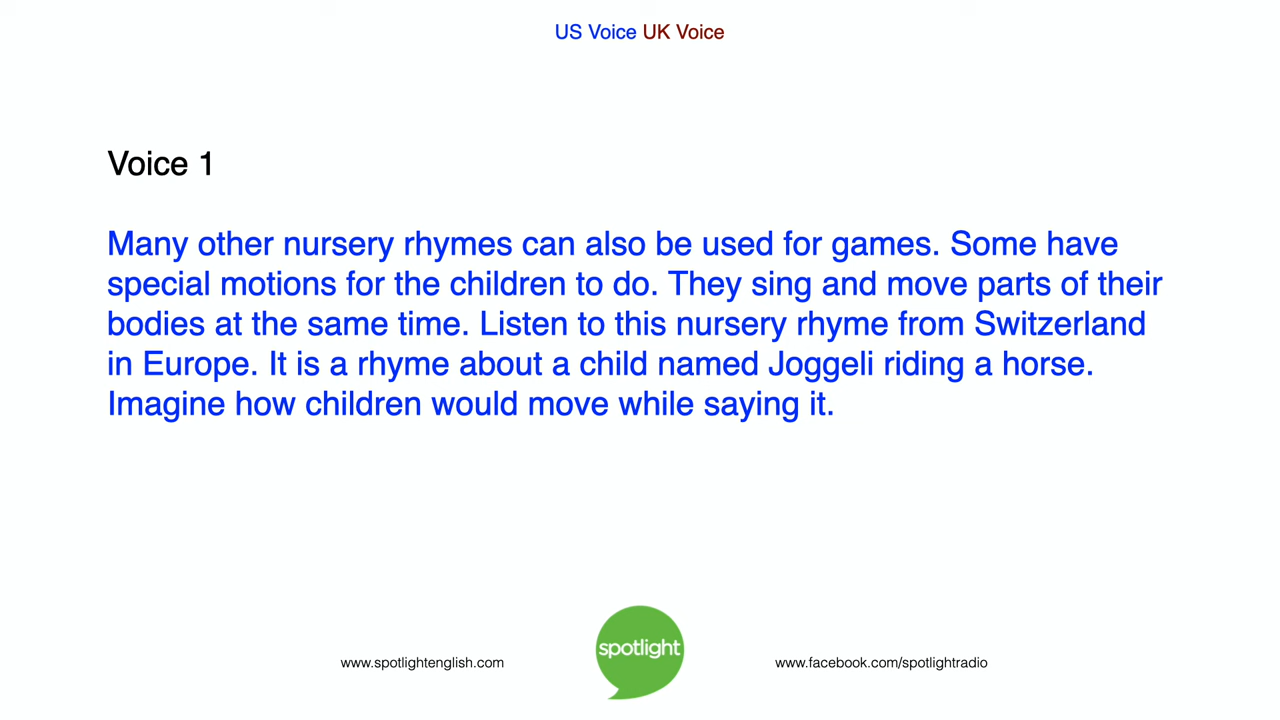 US Voice UK Voice
Voice 1
Many other nursery rhymes can also be used for games. Some have
special motions for the children to do. They sing and move parts of their
bodies at the same time. Listen to this nursery rhyme from Switzerland
in Europe. It is a rhyme about a child named Joggeli riding a horse.
Imagine how children would move while saying it.
spotlight
www.spotlightenglish.com
www.facebook.com/spotlightradio